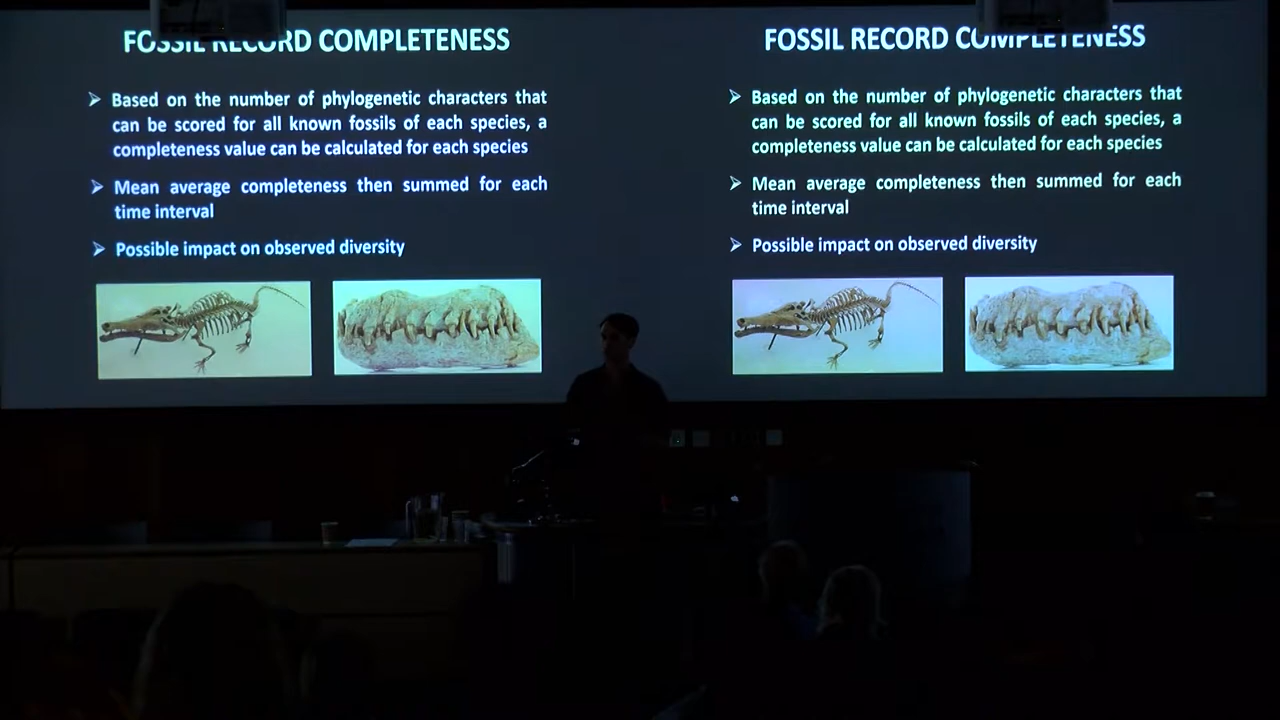 FOSSIL RECORD COMPLETENESS
➢ Based on the number of phylogenetic characters that
can be scored for all known fossils of each species, a
completeness value can be calculated for each species
➢ Mean average completeness then summed for each
time interval
➢ Possible impact on observed diversity
FOSSIL RECORD COMPLETENESS
➢ Based on the number of phylogenetic characters that
can be scored for all known fossils of each species, a
completeness value can be calculated for each species
➢ Mean average completeness then summed for each
time interval
➢ Possible impact on observed diversity